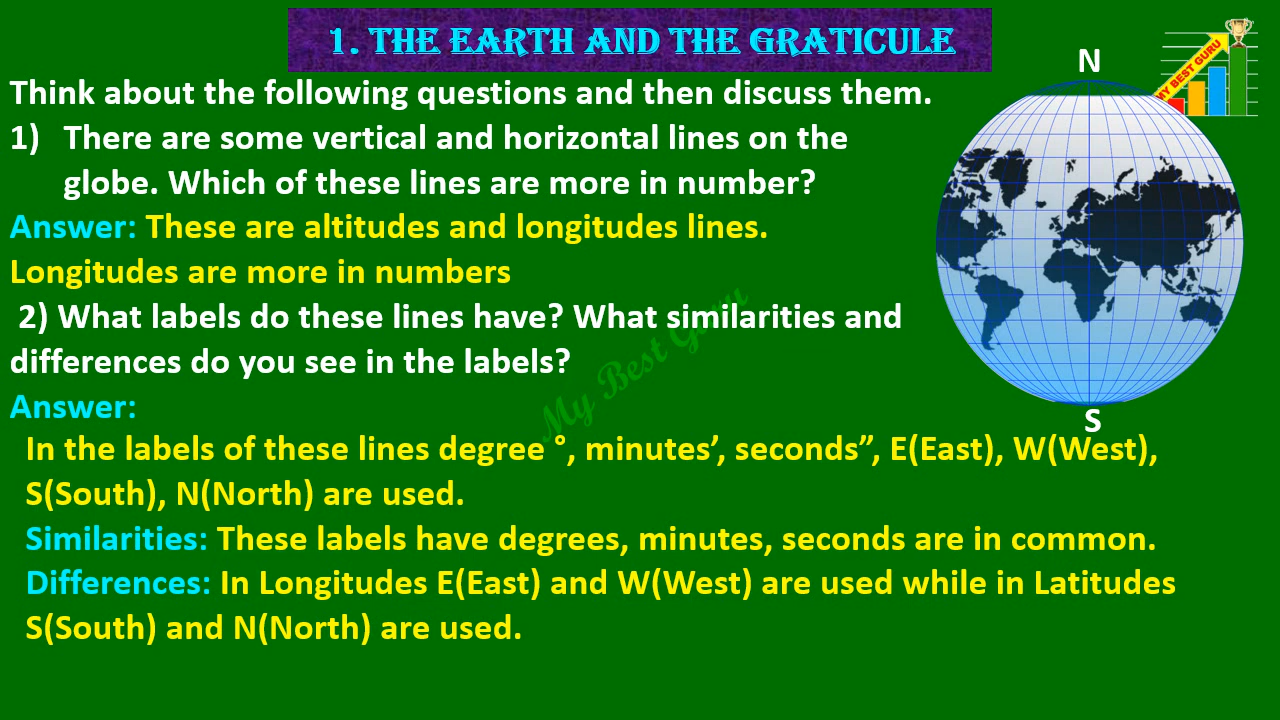 1. THE EARTH AND THE GRATICULE
MY BEST GURU
N
Think about the following questions and then discuss them.
1) There are some vertical and horizontal lines on the
globe. Which of these lines are more in number?
Answer: These are altitudes and longitudes lines.
Longitudes are more in numbers
2) What labels do these lines have? What similarities and
differences do you see in the labels?
My Best Guru
Answer:
S
In the labels of these lines degree °, minutes’, seconds”, E(East), W(West),
S(South), N(North) are used.
Similarities: These labels have degrees, minutes, seconds are in common.
Differences: In Longitudes E(East) and W(West) are used while in Latitudes
S(South) and N(North) are used.